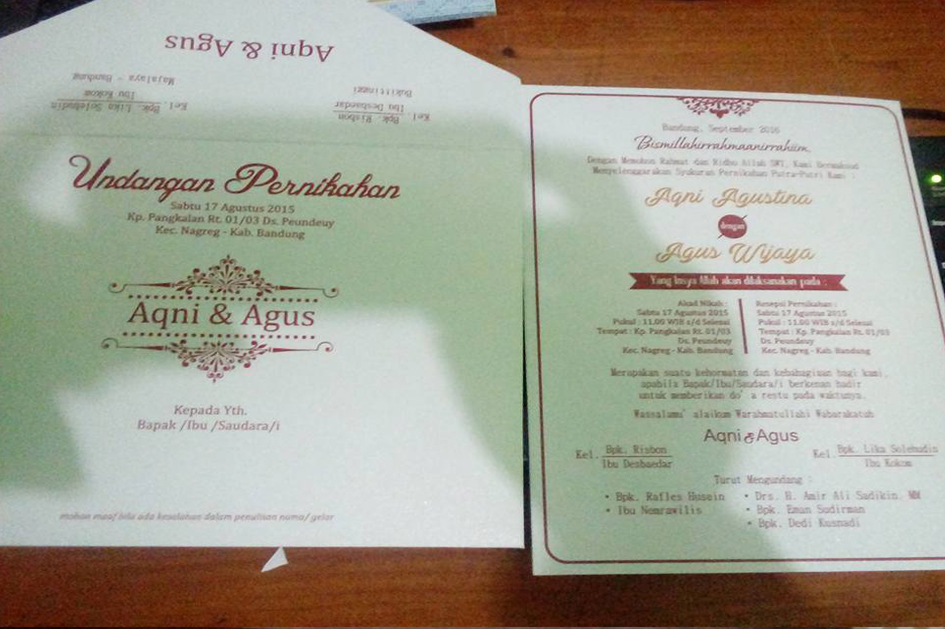 Aqni & Agus
Kel. Bpk. Risbon
Ibu Desbaedar
Bukittinggi
Kel. Bpk. Lika Solehudin
Ibu Kokom
Majalaya - Bandung
Undangan Pernikahan
Sabtu 17 Agustus 2015
Kp. Pangkalan Rt. 01/03 Ds. Peundeuy
Kec. Nagreg - Kab. Bandung
Aqni & Agus
Kepada Yth.
Bapak /Ibu /Saudara/i
mohon maaf bila ada kesalahan dalam penulisan nama/ gelar
Bandung, September 2016
Bismillahirrahmaanirrahiim,
Dengan Memohon Rahmat dan Ridho Allah SWT, Kami Bermaksud
Menyelenggarakan Syukuran Pernikahan Putra-Putri Kami :
Aqni Agustina
dengan
Agus Wijaya
Yang Insya Allah akan dilaksanakan pada :
Akad Nikah :
Sabtu 17 Agustus 2015
Pukul : 11.00 WIB s/d Selesai
Tempat : Kp. Pangkalan Rt. 01/03
Ds. Peundeuy
Kec. Nagreg - Kab. Bandung
Resepsi Pernikahan :
Sabtu 17 Agustus 2015
Pukul : 11.00 WIB s/d Selesai
Tempat : Kp. Pangkalan Rt. 01/03
Ds. Peundeuy
Kec. Nagreg - Kab. Bandung
Merupakan suatu kehormatan dan kebahagiaan bagi kami,
apabila Bapak/Ibu/Saudara/i berkenan hadir
untuk memberikan do' a restu pada waktunya.
Wassalamu' alaikum Warahmatullahi Wabarakatuh
Aqni & Agus
Kel. Bpk. Risbon
Ibu Desbaedar
Kel. Bpk. Lika Solehudin
Ibu Kokom
Turut Mengundang :
• Bpk. Rafles Husein
• Ibu Nemrawilis
• Drs. H. Amir Ali Sadikin. MM
• Bpk. Eman Sudirman
• Bpk. Dedi Kusnadi